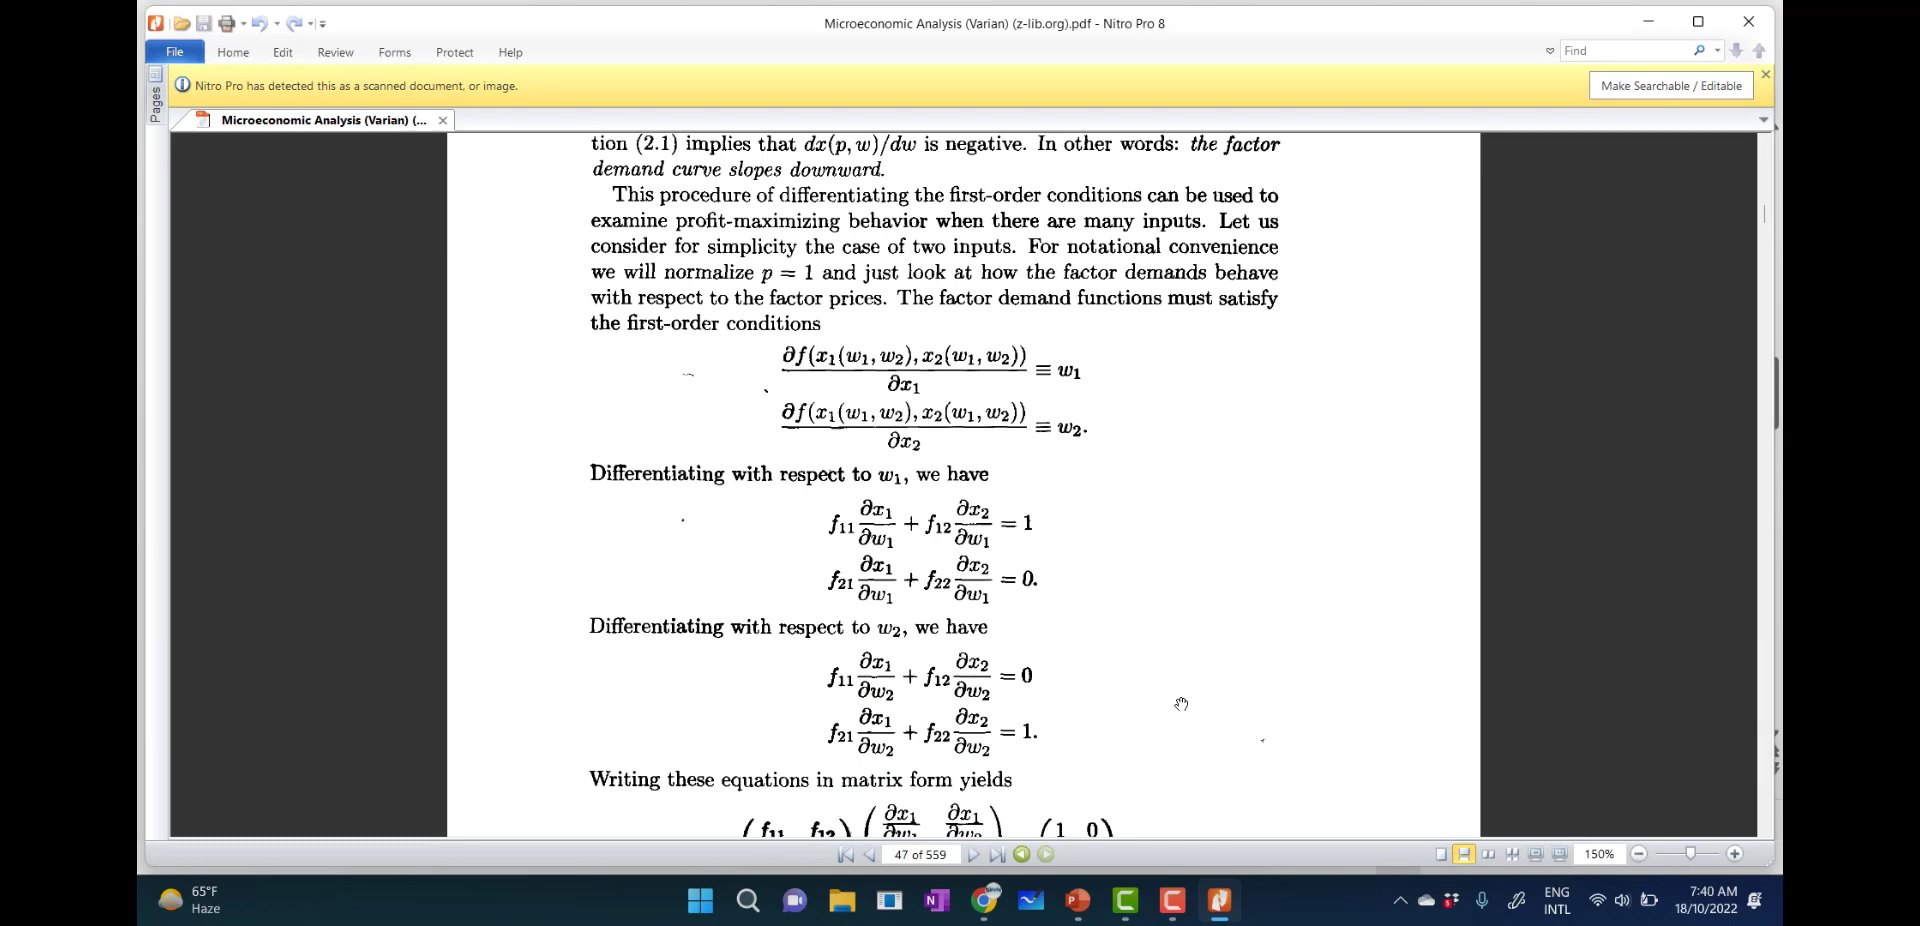 Microeconomic Analysis (Varian) (z-lib.org).pdf - Nitro Pro 8
File Home Edit Review Forms Protect Help
Find
Nitro Pro has detected this as a scanned document, or image.
Make Searchable / Editable
Pages
Microeconomic Analysis (Varian) (...
tion (2.1) implies that dx(p, w)/dw is negative. In other words: the factor
demand curve slopes downward.
This procedure of differentiating the first-order conditions can be used to
examine profit-maximizing behavior when there are many inputs. Let us
consider for simplicity the case of two inputs. For notational convenience
we will normalize p = 1 and just look at how the factor demands behave
with respect to the factor prices. The factor demand functions must satisfy
the first-order conditions
∂f(x₁(w₁, w₂), x₂(w₁, w₂))
∂x₁
≡ w₁
∂f(x₁(w₁, w₂), x₂(w₁, w₂))
∂x₂
≡ w₂.
Differentiating with respect to w₁, we have
f₁₁ ∂x₁/∂w₁ + f₁₂ ∂x₂/∂w₁ = 1
f₂₁ ∂x₁/∂w₁ + f₂₂ ∂x₂/∂w₁ = 0.
Differentiating with respect to w₂, we have
f₁₁ ∂x₁/∂w₂ + f₁₂ ∂x₂/∂w₂ = 0
f₂₁ ∂x₁/∂w₂ + f₂₂ ∂x₂/∂w₂ = 1.
Writing these equations in matrix form yields
(f₁₁ f₁₂) (∂x₁ ∂x₁) (1 0)
47 of 559
150%
65°F
Haze
ENG
INTL
7:40 AM
18/10/2022